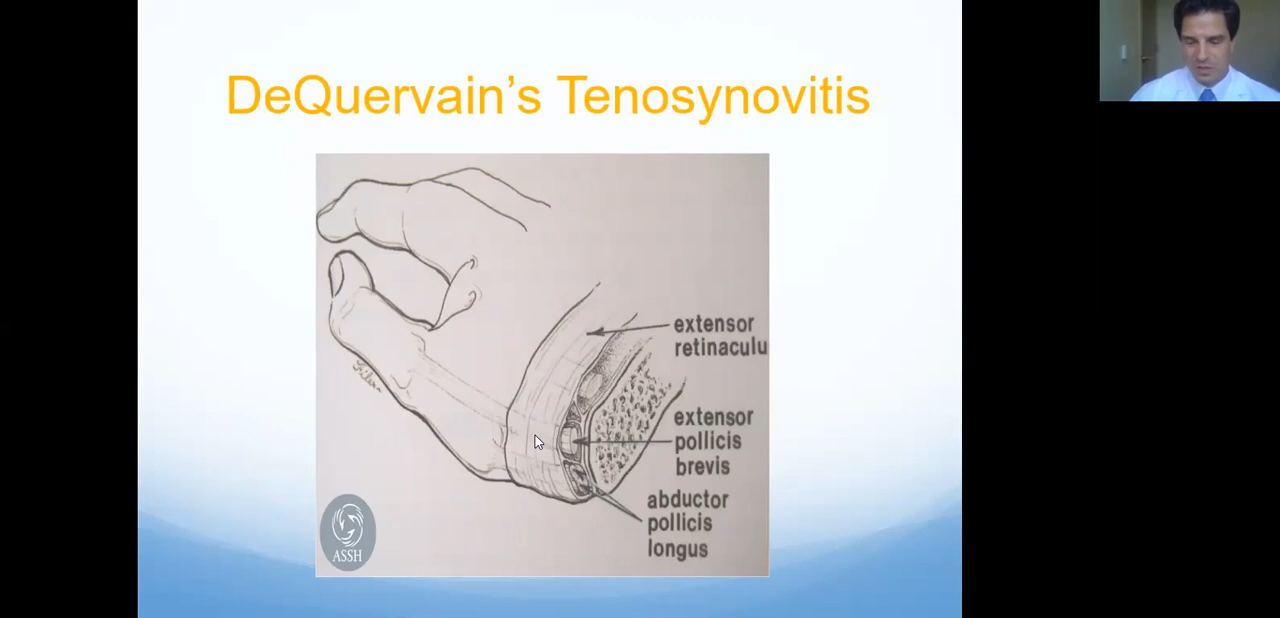 DeQuervain's Tenosynovitis
extensor
retinaculu
extensor
pollicis
brevis
abductor
pollicis
longus
ASSH